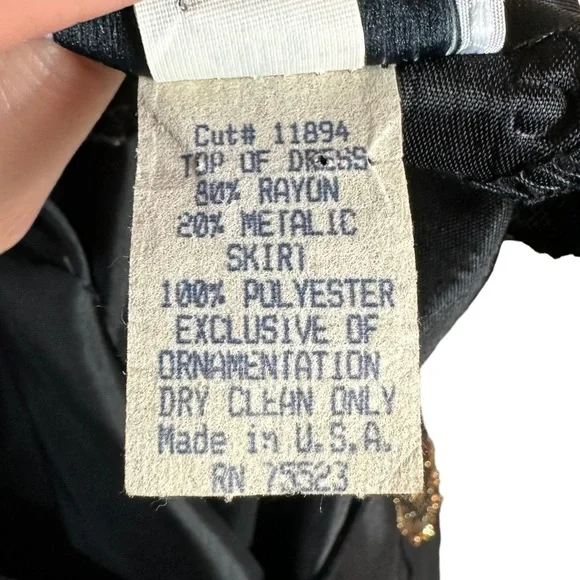 Cut# 11894
TOP OF DRESS
80% RAYON
20% METALIC
SKIRT
100% POLYESTER
EXCLUSIVE OF
ORNAMENTATION
DRY CLEAN ONLY
Made in U.S.A.
RN 75523